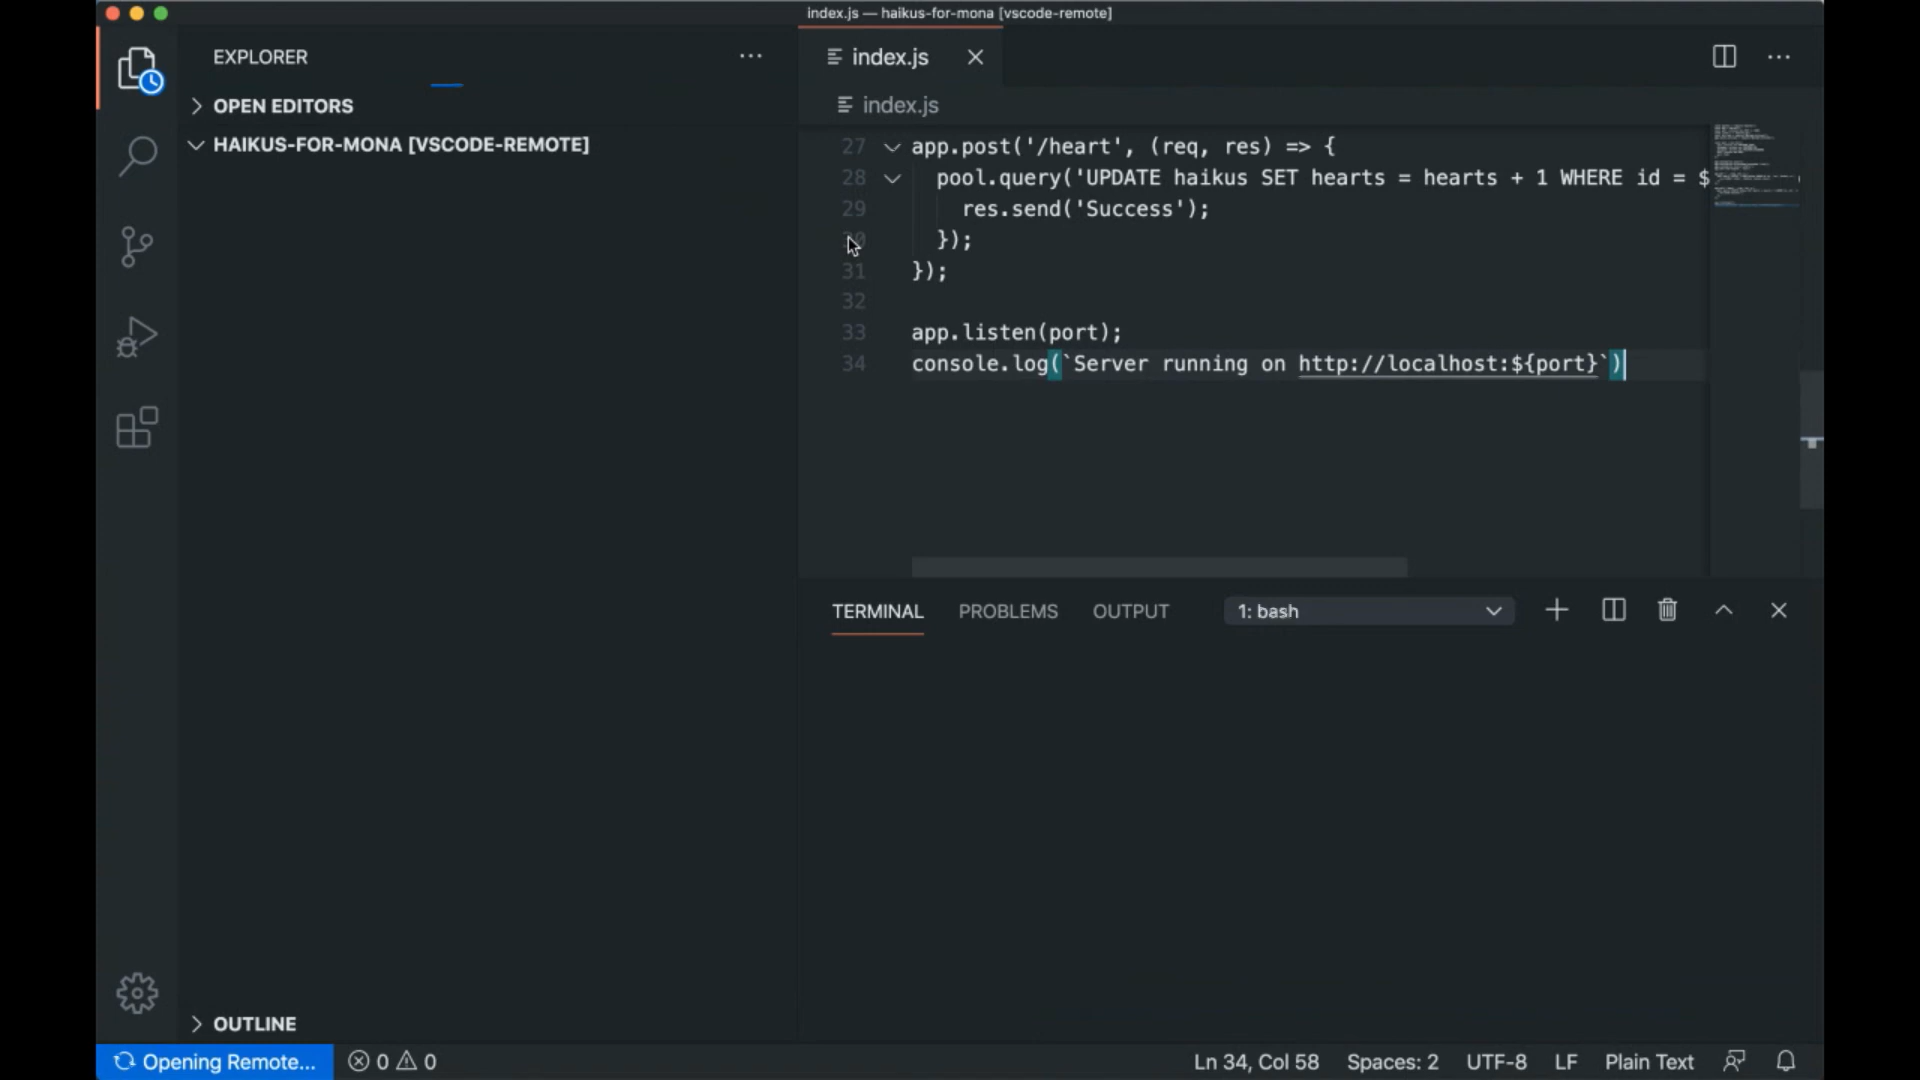 index.js — haikus-for-mona [vscode-remote]
EXPLORER
OPEN EDITORS
HAIKUS-FOR-MONA [VSCODE-REMOTE]
OUTLINE
index.js
index.js
27 app.post('/heart', (req, res) => {
28 pool.query('UPDATE haikus SET hearts = hearts + 1 WHERE id = $
29 res.send('Success');
30 });
31 });
32
33 app.listen(port);
34 console.log(`Server running on http://localhost:${port}`)
TERMINAL PROBLEMS OUTPUT 1: bash
Opening Remote... 0 0 Ln 34, Col 58 Spaces: 2 UTF-8 LF Plain Text